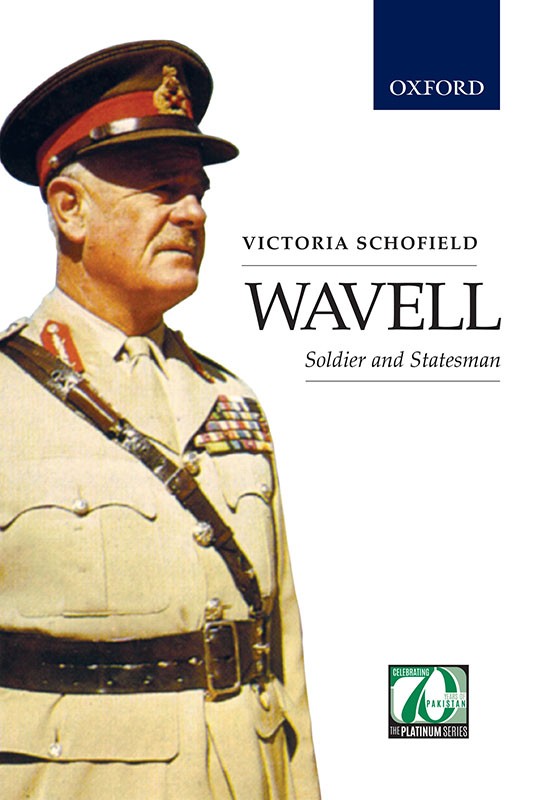 OXFORD
VICTORIA SCHOFIELD
WAVELL
Soldier and Statesman
CELEBRATING
70
YEARS OF
PAKISTAN
THE PLATINUM SERIES